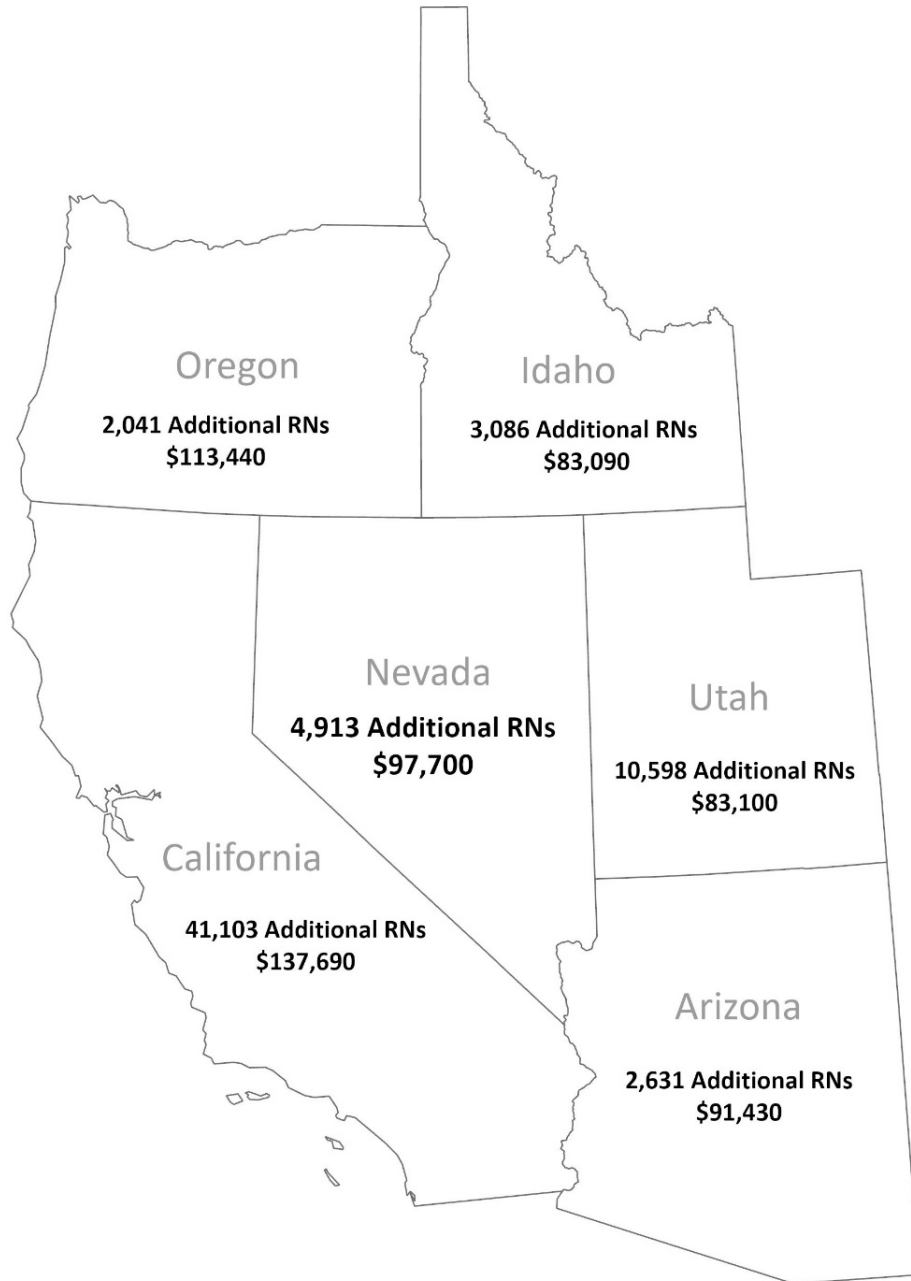 Oregon
2,041 Additional RNs
$113,440
Idaho
3,086 Additional RNs
$83,090
Nevada
4,913 Additional RNs
$97,700
Utah
10,598 Additional RNs
$83,100
California
41,103 Additional RNs
$137,690
Arizona
2,631 Additional RNs
$91,430